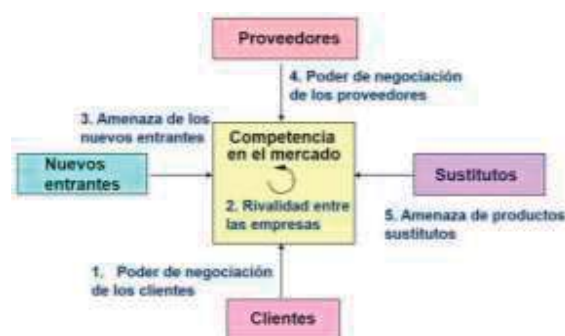 Proveedores
4. Poder de negociación
de los proveedores
3. Amenaza de los
nuevos entrantes
Competencia
en el mercado
Nuevos
entrantes
Sustitutos
2. Rivalidad entre
las empresas
5. Amenaza de productos
sustitutos
1. Poder de negociación
de los clientes
Clientes